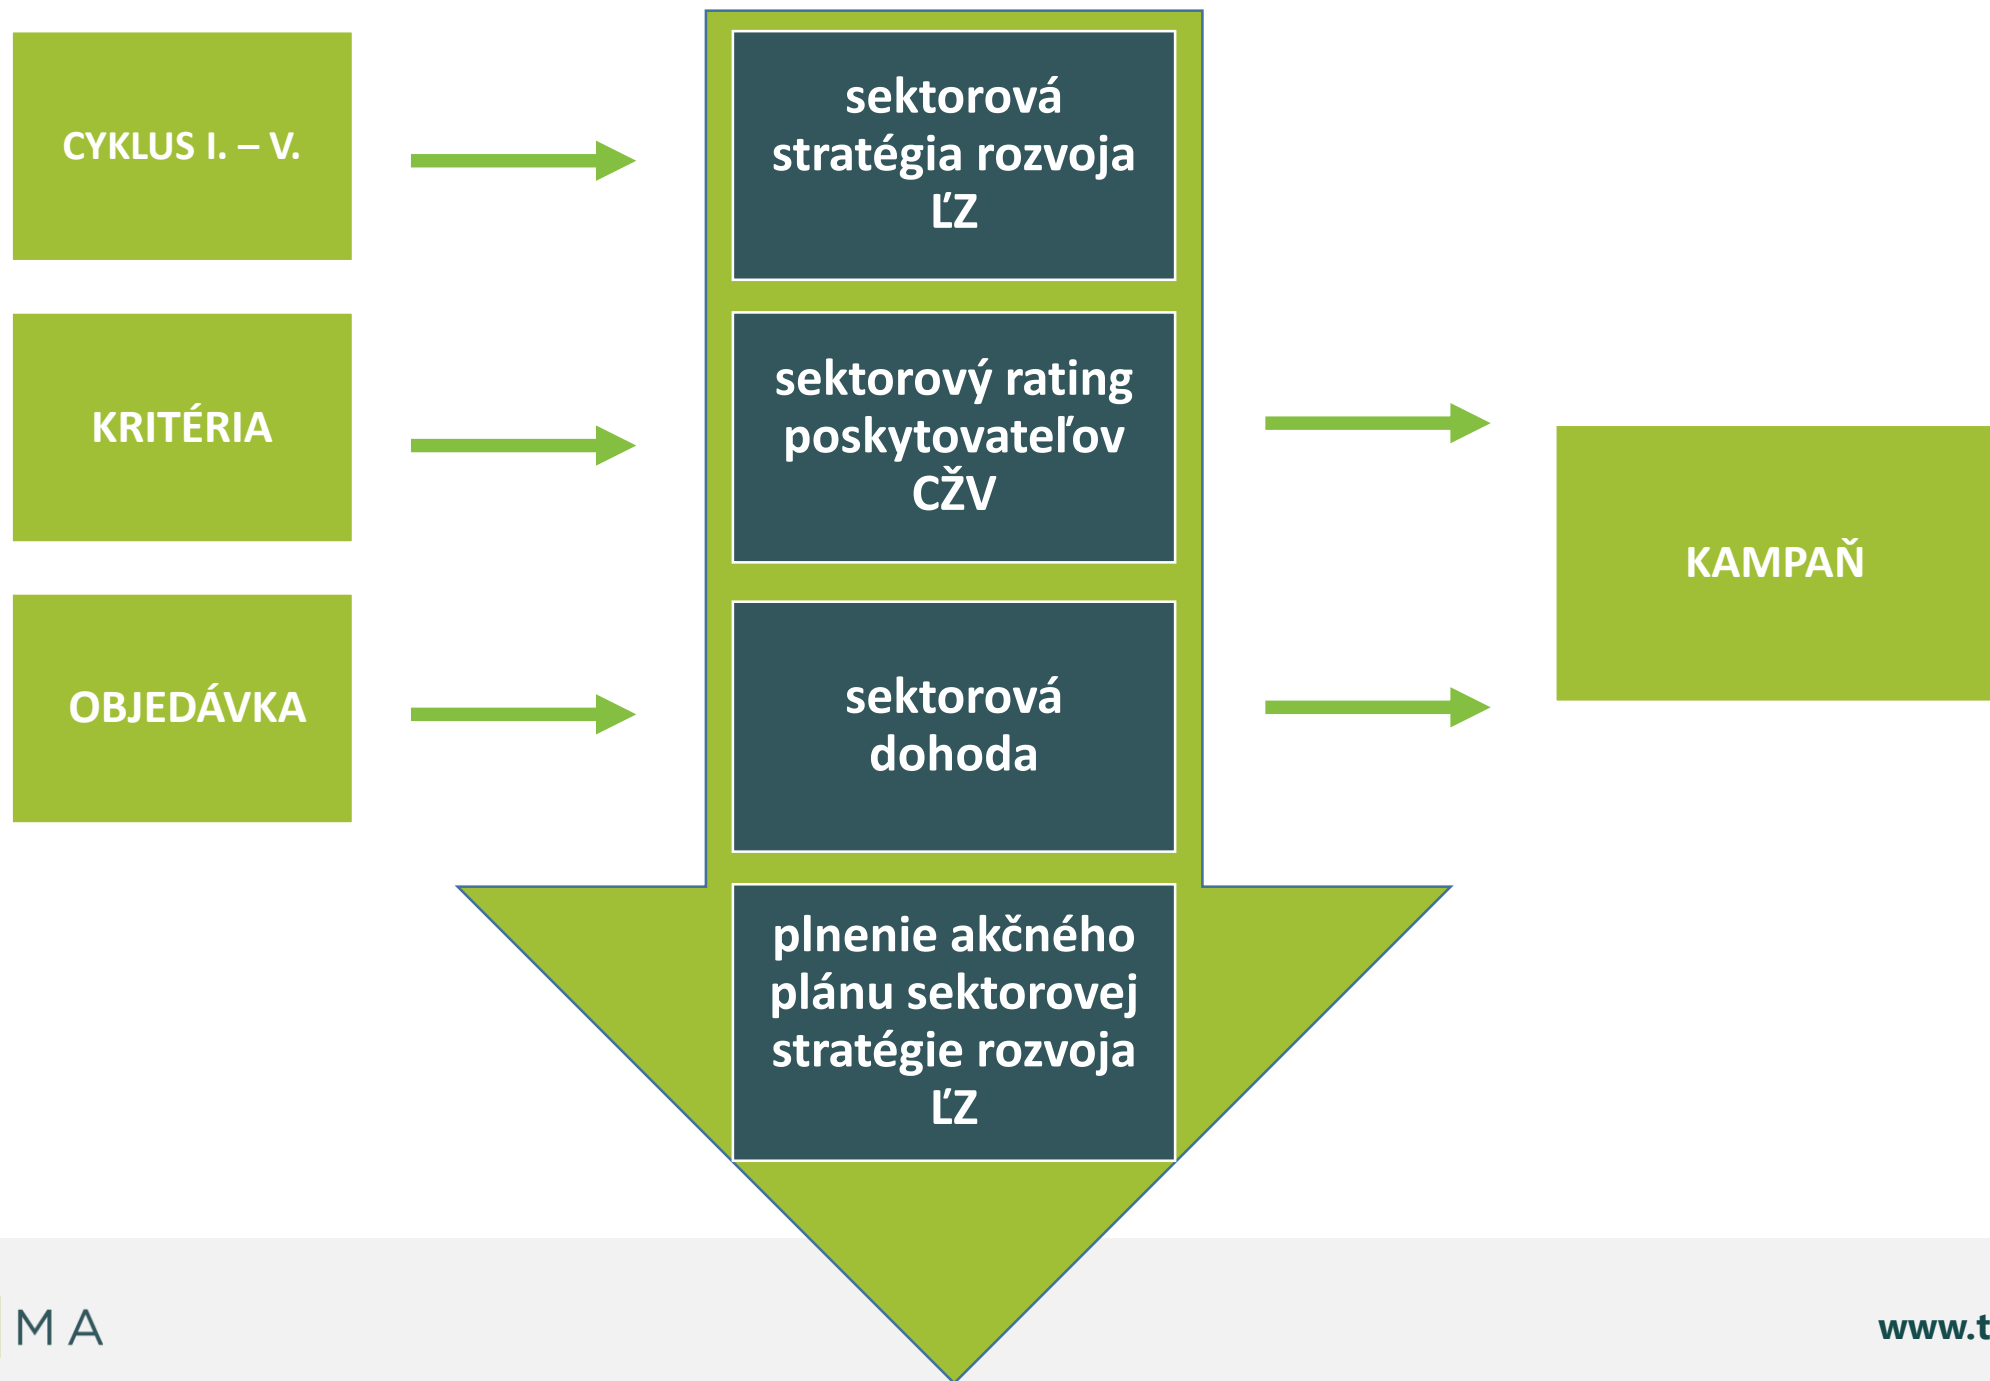 CYKLUS I. – V.
sektorová
stratégia rozvoja
ĽZ
KRITÉRIA
sektorový rating
poskytovateľov
CŽV
KAMPAŇ
OBJEDÁVKA
sektorová
dohoda
plnenie akčného
plánu sektorovej
stratégie rozvoja
ĽZ
MA
www.t